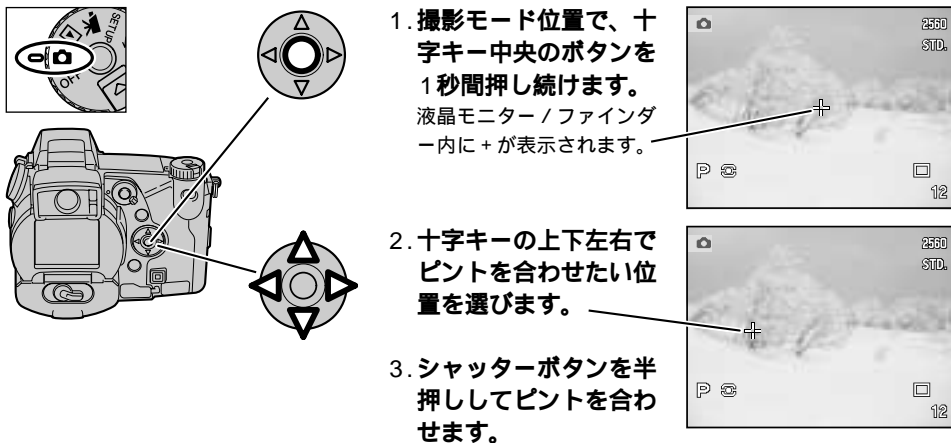 SETUP
OFF
1.撮影モード位置で、十
字キー中央のボタンを
1秒間押し続けます。
液晶モニター/ファインダ
ー内に+が表示されます。
2560
STD.
P
12
2.十字キーの上下左右で
ピントを合わせたい位
置を選びます。
2560
STD.
P
12
3.シャッターボタンを半
押ししてピントを合わ
せます。